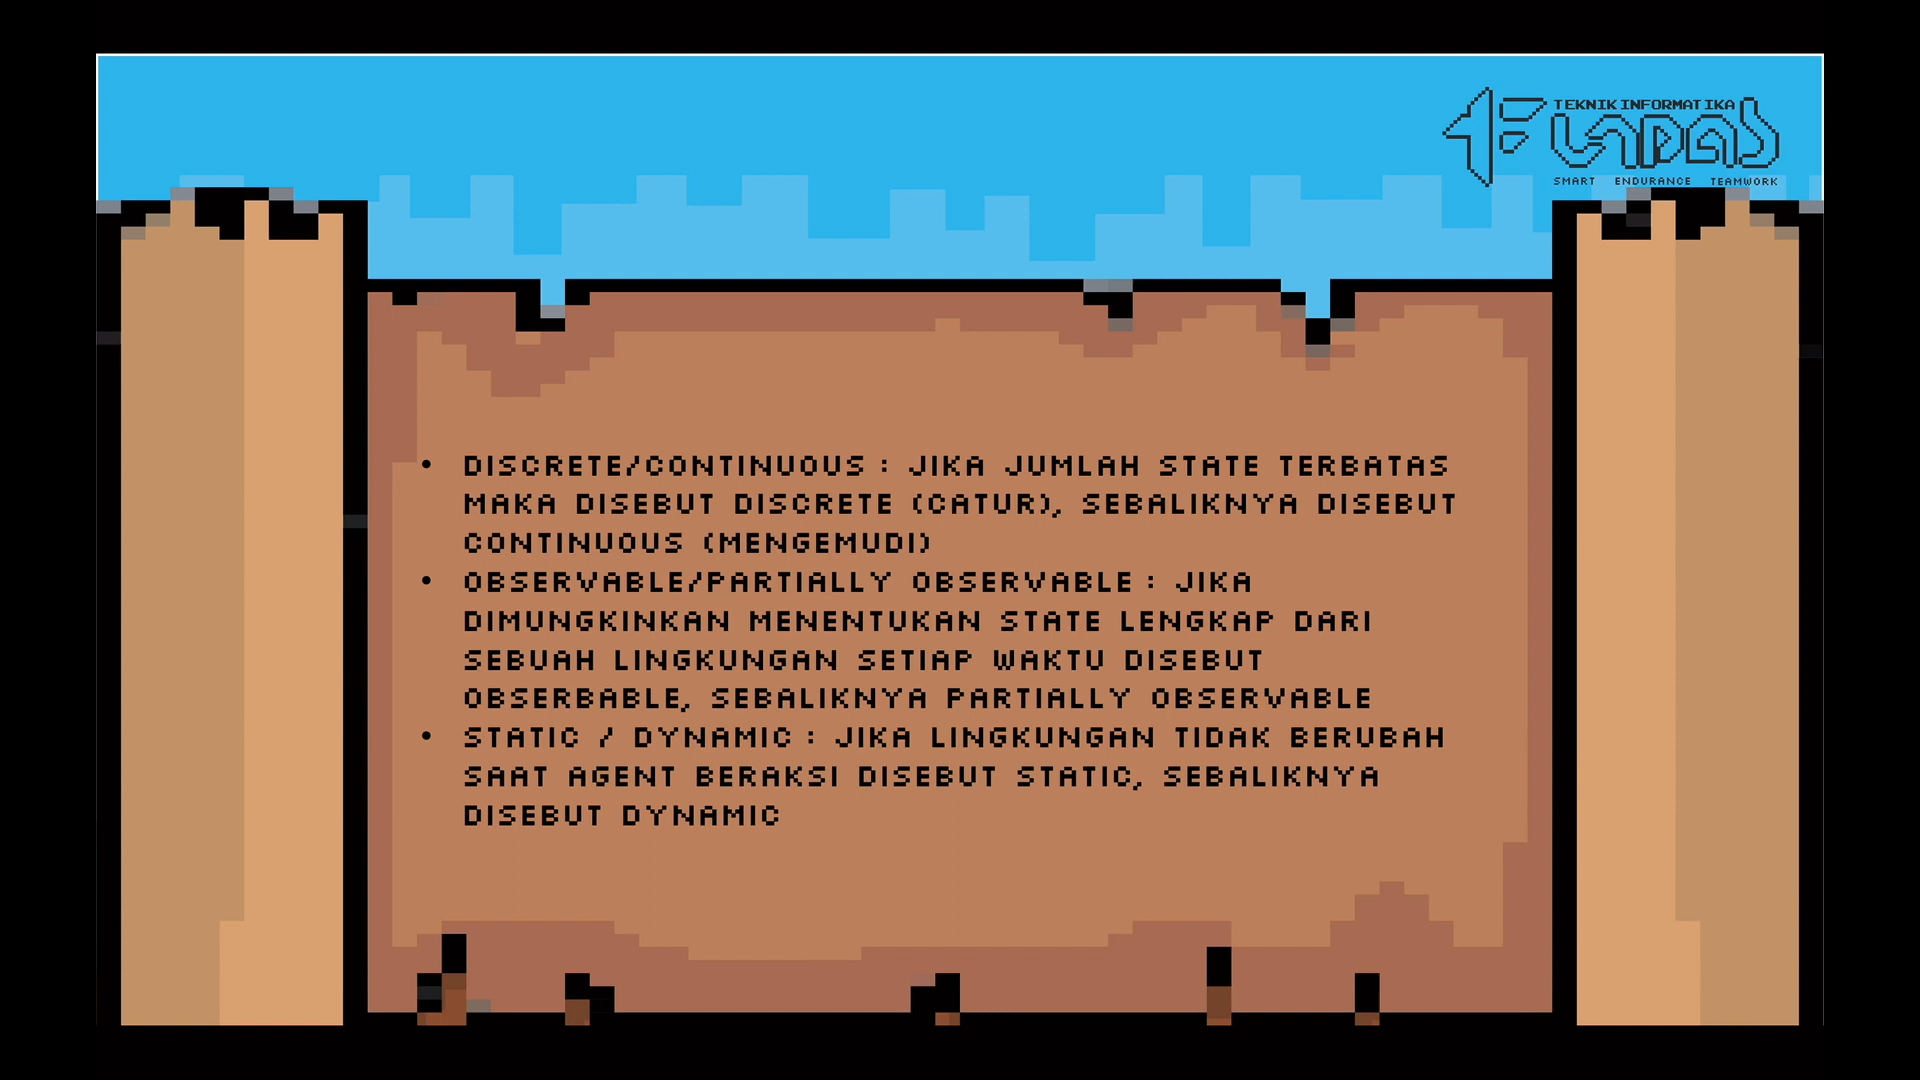 TEKNIK INFORMATIKA
UNPAS
SMART ENDURANCE TEAMWORK
• DISCRETE/CONTINUOUS : JIKA JUMLAH STATE TERBATAS
MAKA DISEBUT DISCRETE (CATUR), SEBALIKNYA DISEBUT
CONTINUOUS (MENGEMUDI)
• OBSERVABLE/PARTIALLY OBSERVABLE : JIKA
DIMUNGKINKAN MENENTUKAN STATE LENGKAP DARI
SEBUAH LINGKUNGAN SETIAP WAKTU DISEBUT
OBSERBABLE, SEBALIKNYA PARTIALLY OBSERVABLE
• STATIC / DYNAMIC : JIKA LINGKUNGAN TIDAK BERUBAH
SAAT AGENT BERAKSI DISEBUT STATIC, SEBALIKNYA
DISEBUT DYNAMIC